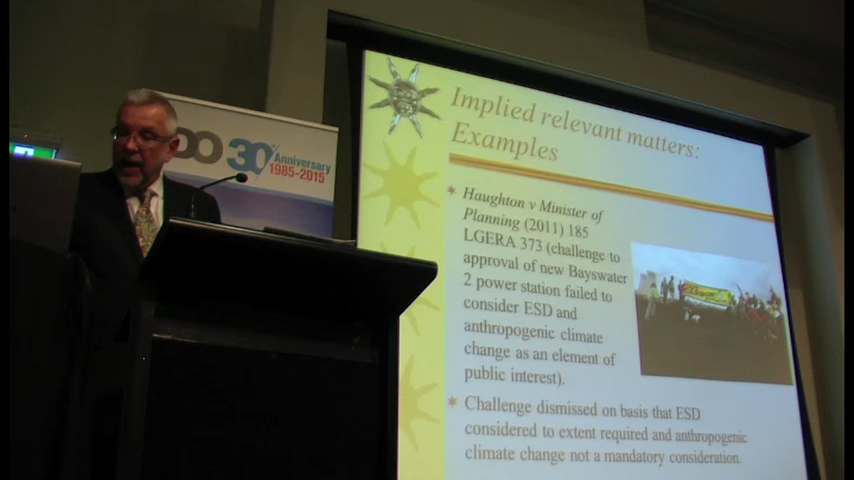 DO 30
Anniversary
1985-2015
Implied relevant matters:
Examples
Haughton v Minister of
Planning (2011) 185
LGERA 373 (challenge to
approval of new Bayswater
2 power station failed to
consider ESD and
anthropogenic climate
change as an element of
public interest).
Challenge dismissed on basis that ESD
considered to extent required and anthropogenic
climate change not a mandatory consideration.